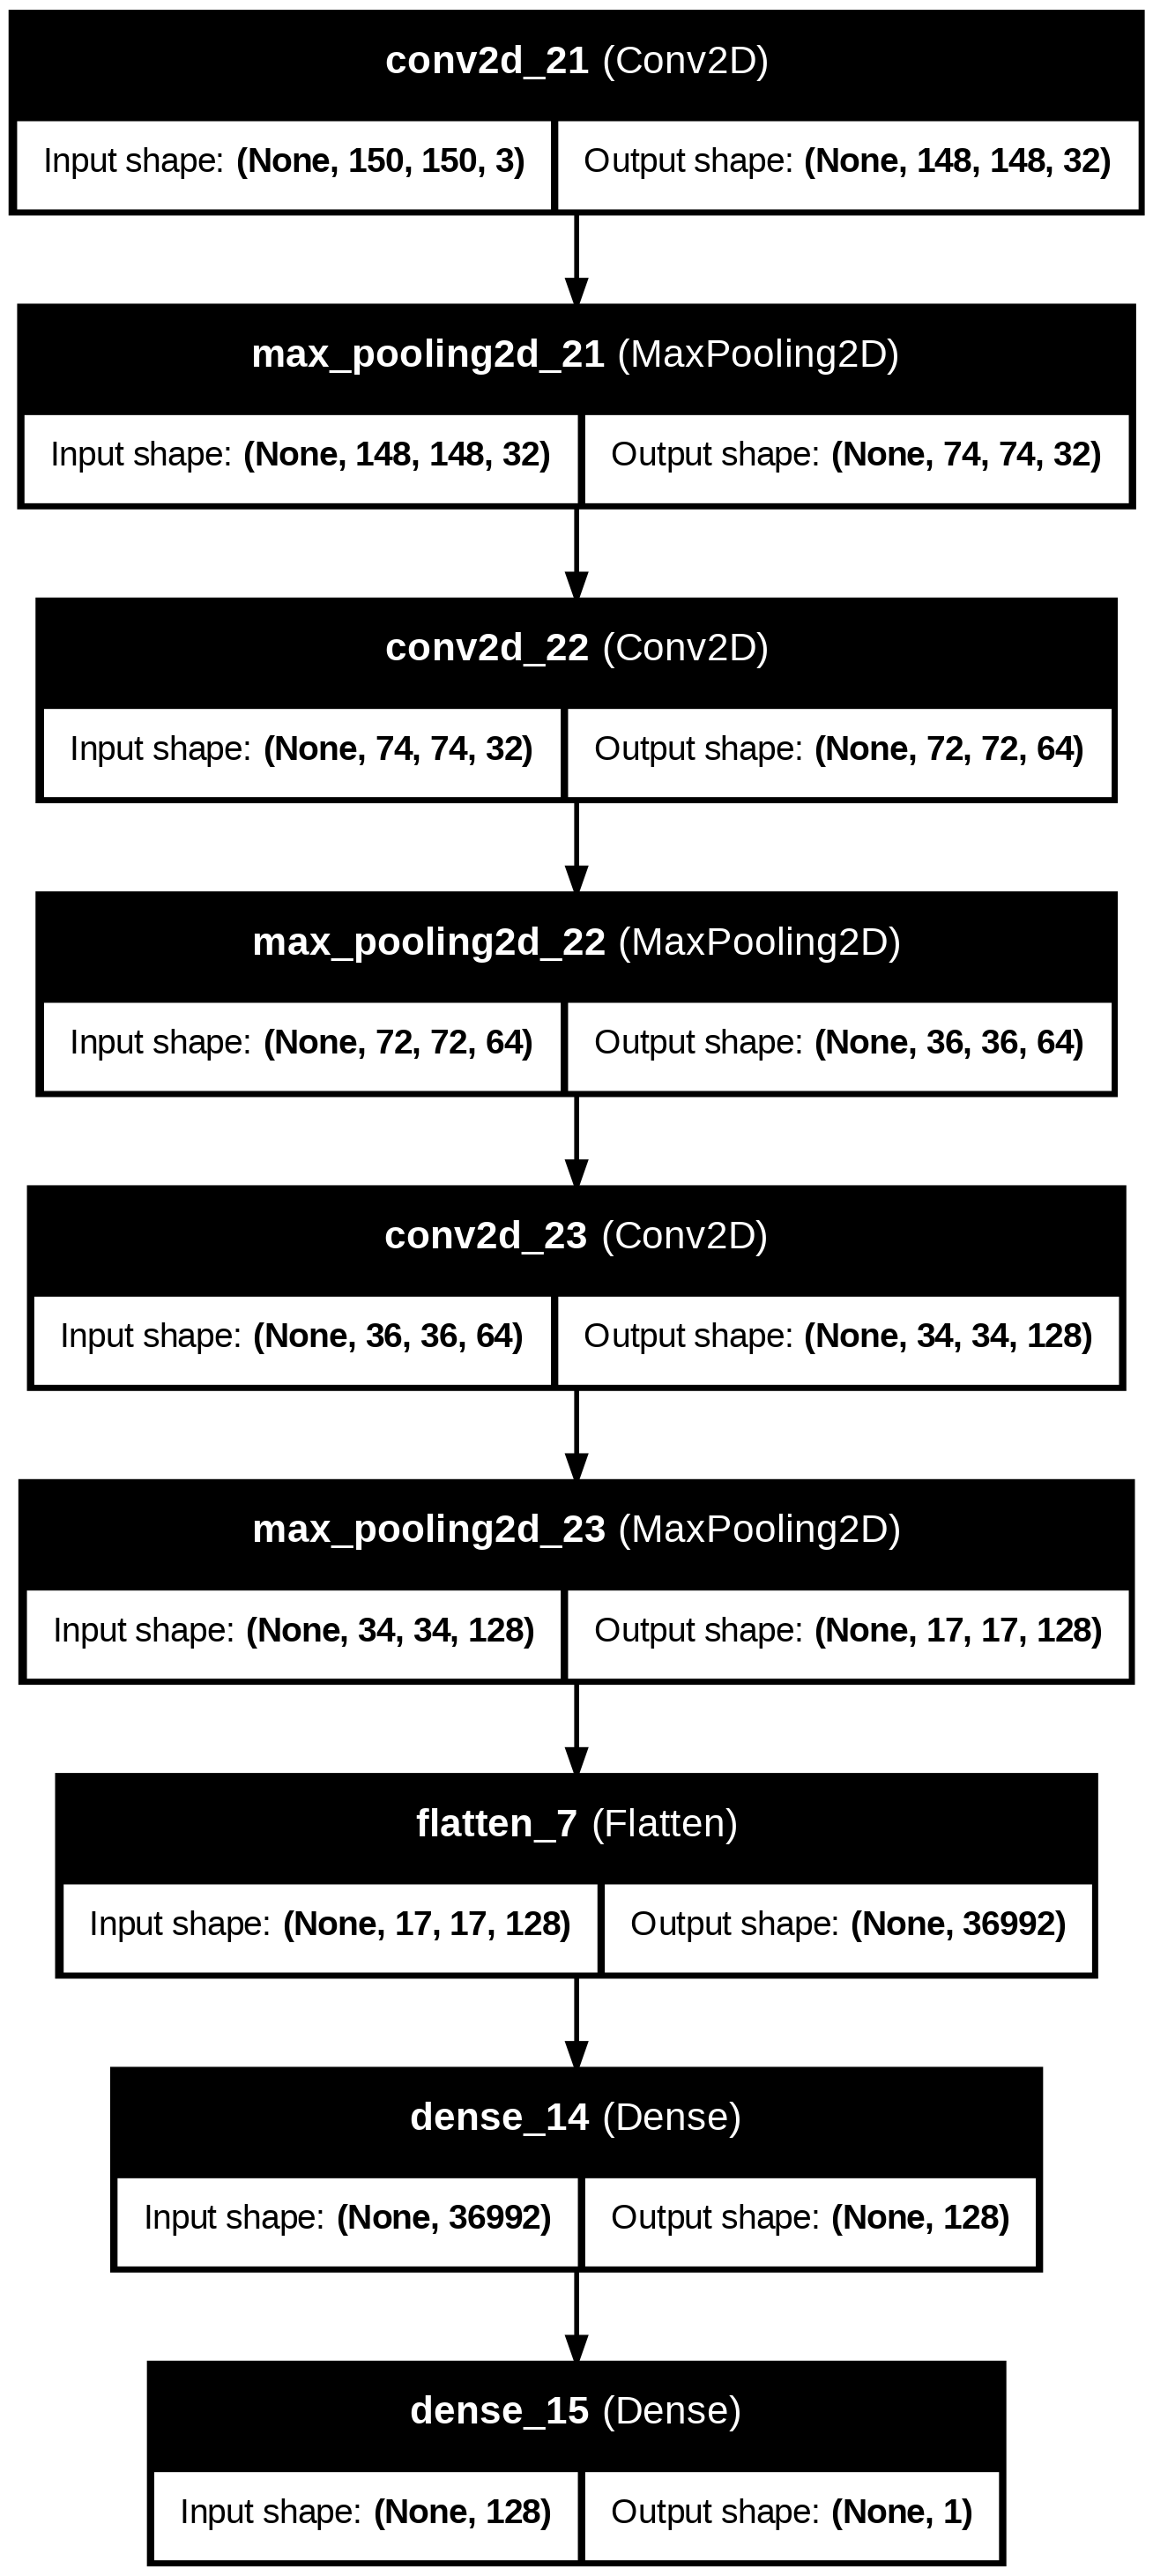 conv2d_21 (Conv2D)
Input shape: (None, 150, 150, 3) Output shape: (None, 148, 148, 32)
max_pooling2d_21 (MaxPooling2D)
Input shape: (None, 148, 148, 32) Output shape: (None, 74, 74, 32)
conv2d_22 (Conv2D)
Input shape: (None, 74, 74, 32) Output shape: (None, 72, 72, 64)
max_pooling2d_22 (MaxPooling2D)
Input shape: (None, 72, 72, 64) Output shape: (None, 36, 36, 64)
conv2d_23 (Conv2D)
Input shape: (None, 36, 36, 64) Output shape: (None, 34, 34, 128)
max_pooling2d_23 (MaxPooling2D)
Input shape: (None, 34, 34, 128) Output shape: (None, 17, 17, 128)
flatten_7 (Flatten)
Input shape: (None, 17, 17, 128) Output shape: (None, 36992)
dense_14 (Dense)
Input shape: (None, 36992) Output shape: (None, 128)
dense_15 (Dense)
Input shape: (None, 128) Output shape: (None, 1)